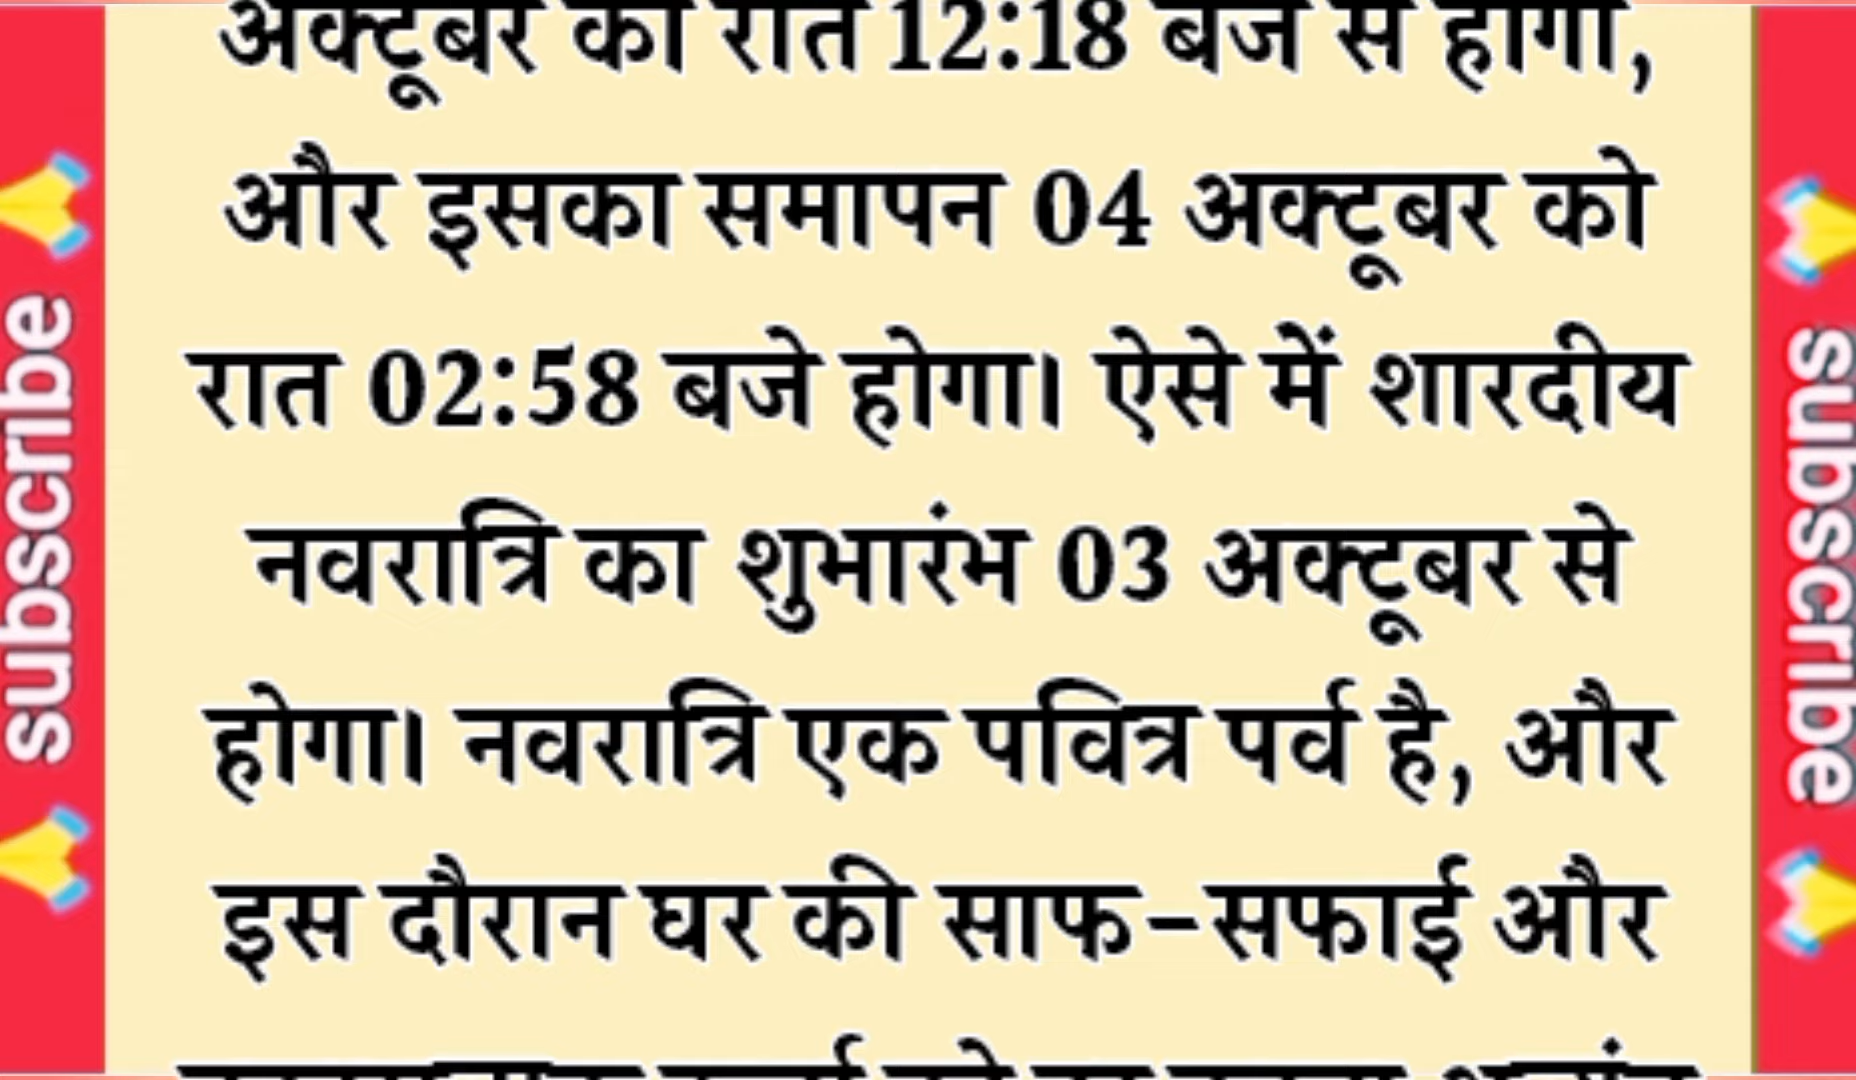 subscribe
अक्टूबर को रात 12:18 बजे से होगा,
और इसका समापन 04 अक्टूबर को
रात 02:58 बजे होगा। ऐसे में शारदीय
नवरात्रि का शुभारंभ 03 अक्टूबर से
होगा। नवरात्रि एक पवित्र पर्व है, और
इस दौरान घर की साफ-सफाई और
subscribe